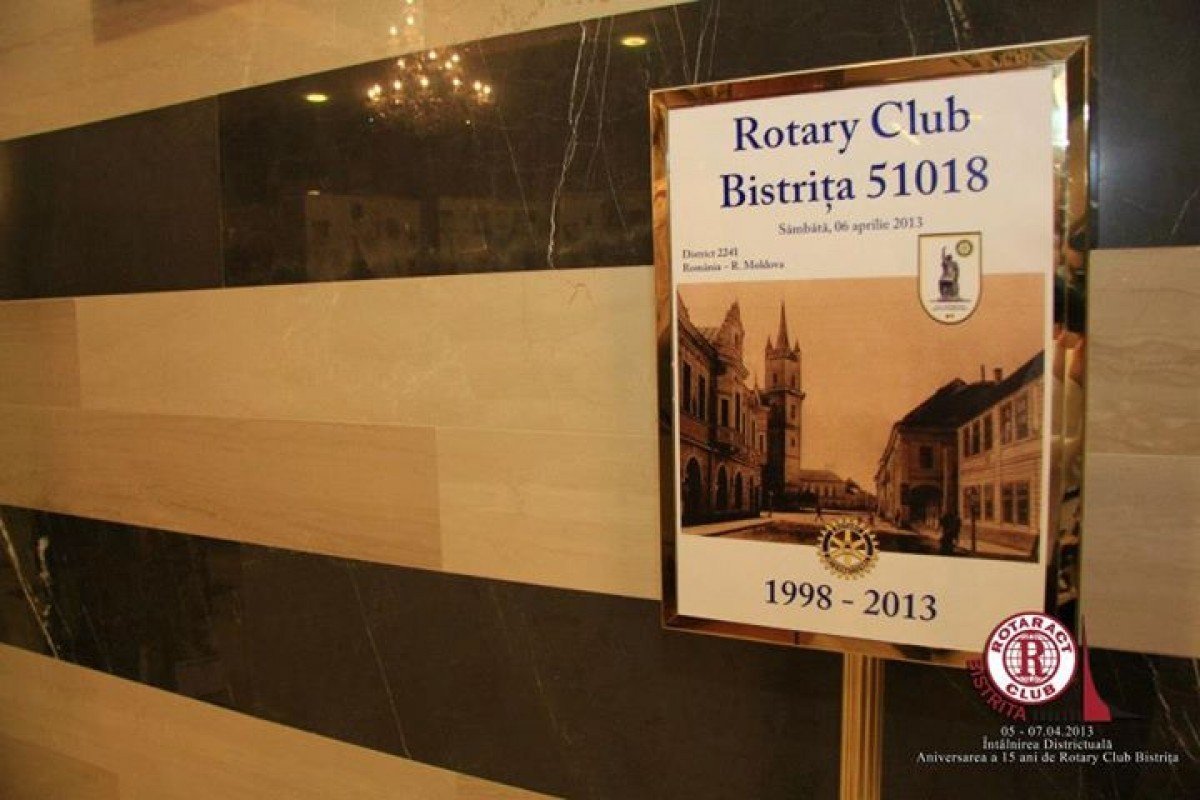 Rotary Club
Bistrița 51018
Sâmbătă, 06 aprilie 2013
District 2241
România – R. Moldova
1998 - 2013
ROTARACT
R
CLUB
BISTRITA
05 - 07.04.2013
Întâlnirea Districtuală
Aniversarea a 15 ani de Rotary Club Bistrița